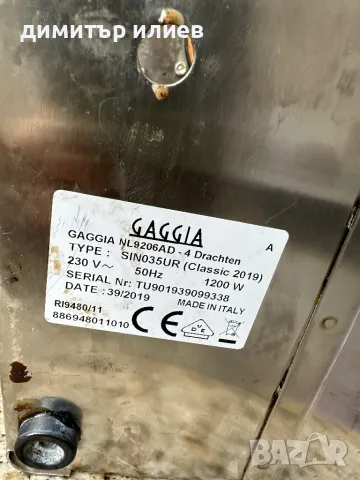 димитър илиев
GAGGIA
A
GAGGIA NL9206AD - 4 Drachten
TYPE : SIN035UR (Classic 2019)
230 V~ 50Hz 1200 W
SERIAL Nr: TU901939099338
DATE : 39/2019 MADE IN ITALY
RI9480/11
886948011010
VDE
CE
BAZAR